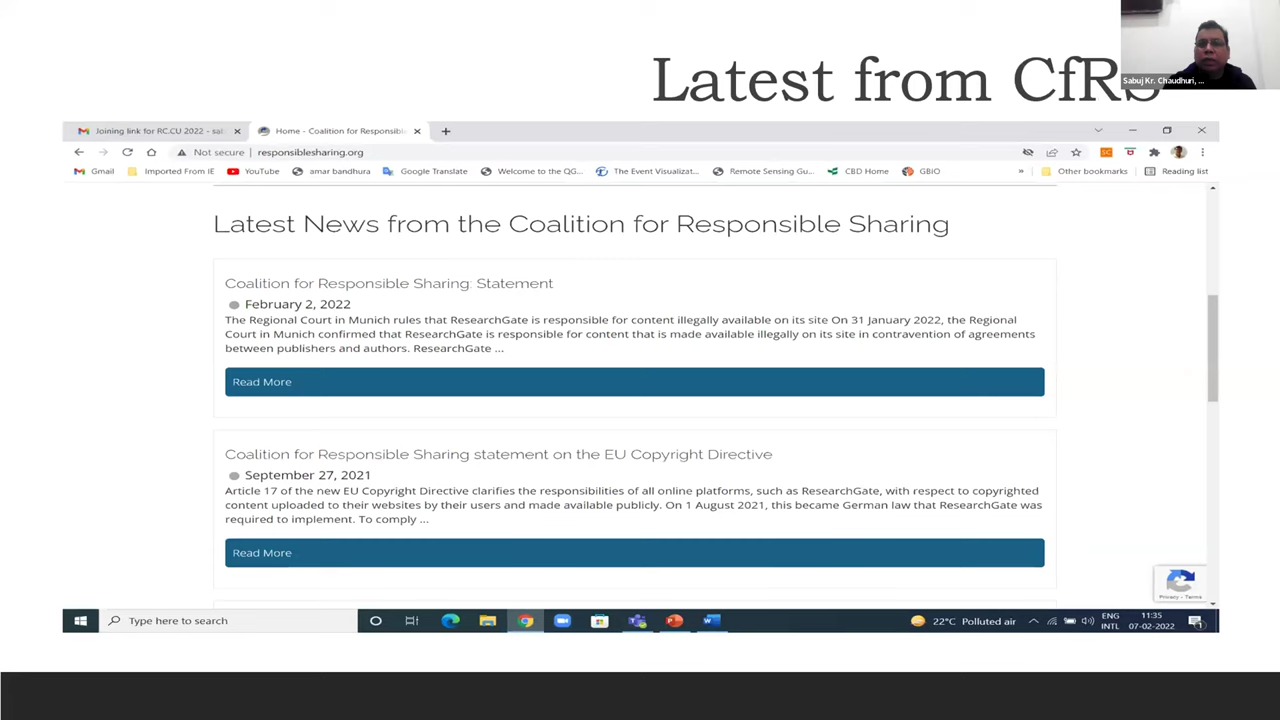 Latest from CfRS
Sabuj Kr. Chaudhuri, ...
Joining link for RC.CU 2022 - sal
Home - Coalition for Responsibl
Not secure | responsiblesharing.org
Gmail Imported From IE YouTube amar bandhura Google Translate Welcome to the QG... The Event Visualizat... Remote Sensing Gu... CBD Home GBIO » Other bookmarks Reading list
Latest News from the Coalition for Responsible Sharing
Coalition for Responsible Sharing: Statement
February 2, 2022
The Regional Court in Munich rules that ResearchGate is responsible for content illegally available on its site On 31 January 2022, the Regional
Court in Munich confirmed that ResearchGate is responsible for content that is made available illegally on its site in contravention of agreements
between publishers and authors. ResearchGate ...
Read More
Coalition for Responsible Sharing statement on the EU Copyright Directive
September 27, 2021
Article 17 of the new EU Copyright Directive clarifies the responsibilities of all online platforms, such as ResearchGate, with respect to copyrighted
content uploaded to their websites by their users and made available publicly. On 1 August 2021, this became German law that ResearchGate was
required to implement. To comply ...
Read More
Privacy - Terms
Type here to search
22°C Polluted air
ENG
INTL
11:35
07-02-2022